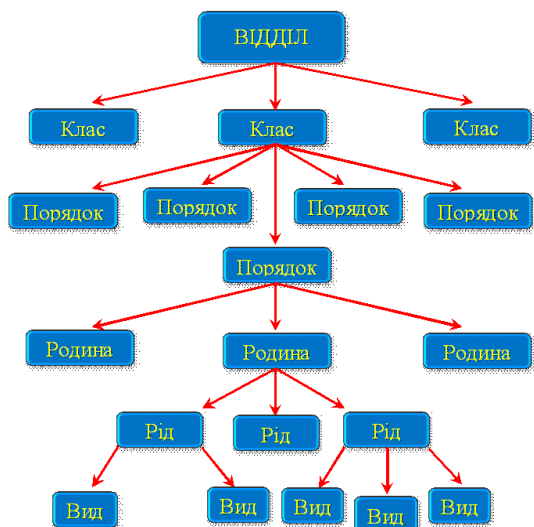 ВІДДІЛ
Клас
Клас
Клас
Порядок
Порядок
Порядок
Порядок
Порядок
Родина
Родина
Родина
Рід
Рід
Рід
Вид
Вид
Вид
Вид
Вид